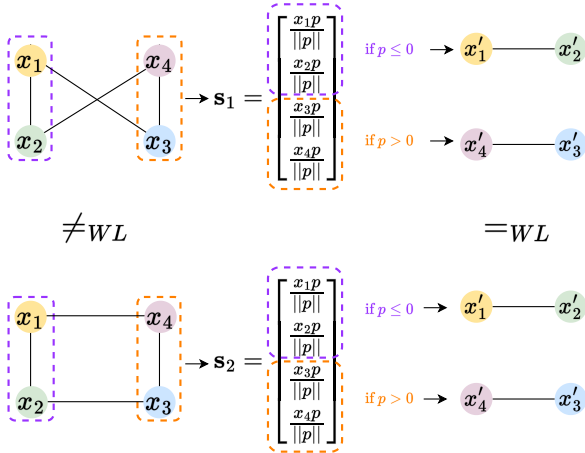 x₁ x₄
x₂ x₃
s₁ =
x₁p / ||p||
x₂p / ||p||
x₃p / ||p||
x₄p / ||p||
if p ≤ 0
x′₁ x′₂
if p > 0
x′₄ x′₃
≠WL =WL
x₁ x₄
x₂ x₃
s₂ =
x₁p / ||p||
x₂p / ||p||
x₃p / ||p||
x₄p / ||p||
if p ≤ 0
x′₁ x′₂
if p > 0
x′₄ x′₃